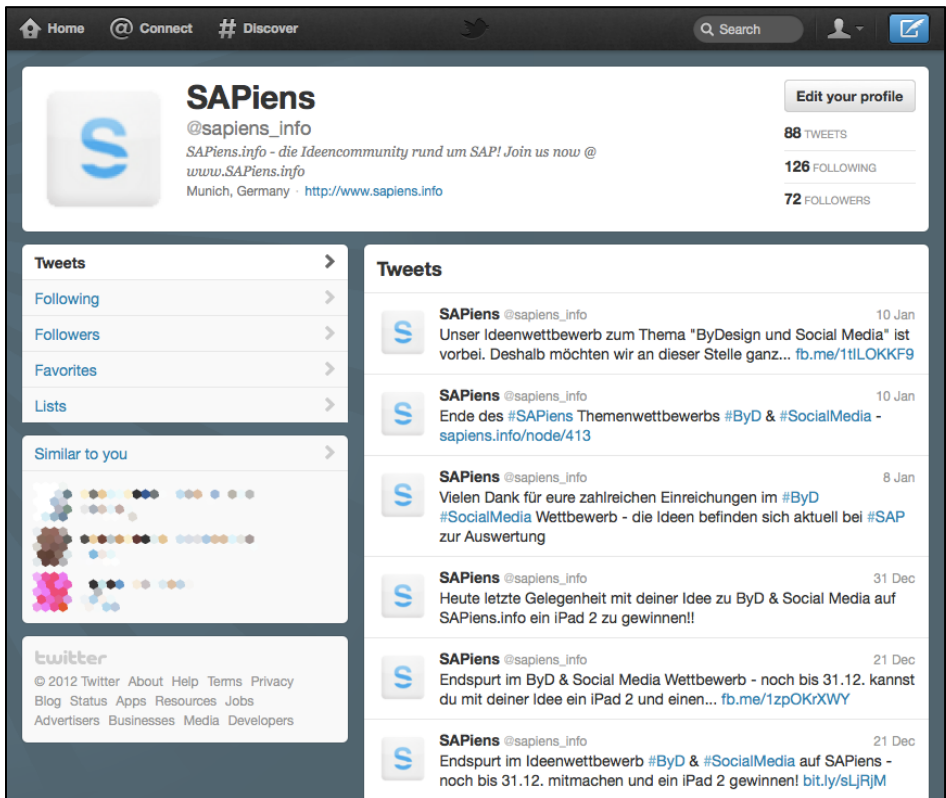 Home @ Connect # Discover Search
SAPiens
@sapiens_info
SAPiens.info - die Ideencommunity rund um SAP! Join us now @
www.SAPiens.info
Munich, Germany · http://www.sapiens.info
Edit your profile
88 TWEETS
126 FOLLOWING
72 FOLLOWERS
Tweets
Following
Followers
Favorites
Lists
Similar to you
twitter
© 2012 Twitter About Help Terms Privacy
Blog Status Apps Resources Jobs
Advertisers Businesses Media Developers
Tweets
SAPiens @sapiens_info 10 Jan
Unser Ideenwettbewerb zum Thema "ByDesign und Social Media" ist
vorbei. Deshalb möchten wir an dieser Stelle ganz... fb.me/1tILOKKF9
SAPiens @sapiens_info 10 Jan
Ende des #SAPiens Themenwettbewerbs #ByD & #SocialMedia -
sapiens.info/node/413
SAPiens @sapiens_info 8 Jan
Vielen Dank für eure zahlreichen Einreichungen im #ByD
#SocialMedia Wettbewerb - die Ideen befinden sich aktuell bei #SAP
zur Auswertung
SAPiens @sapiens_info 31 Dec
Heute letzte Gelegenheit mit deiner Idee zu ByD & Social Media auf
SAPiens.info ein iPad 2 zu gewinnen!!
SAPiens @sapiens_info 21 Dec
Endspurt im ByD & Social Media Wettbewerb - noch bis 31.12. kannst
du mit deiner Idee ein iPad 2 und einen... fb.me/1zpOKrXWY
SAPiens @sapiens_info 21 Dec
Endspurt im Ideenwettbewerb #ByD & #SocialMedia auf SAPiens -
noch bis 31.12. mitmachen und ein iPad 2 gewinnen! bit.ly/sLjRjM